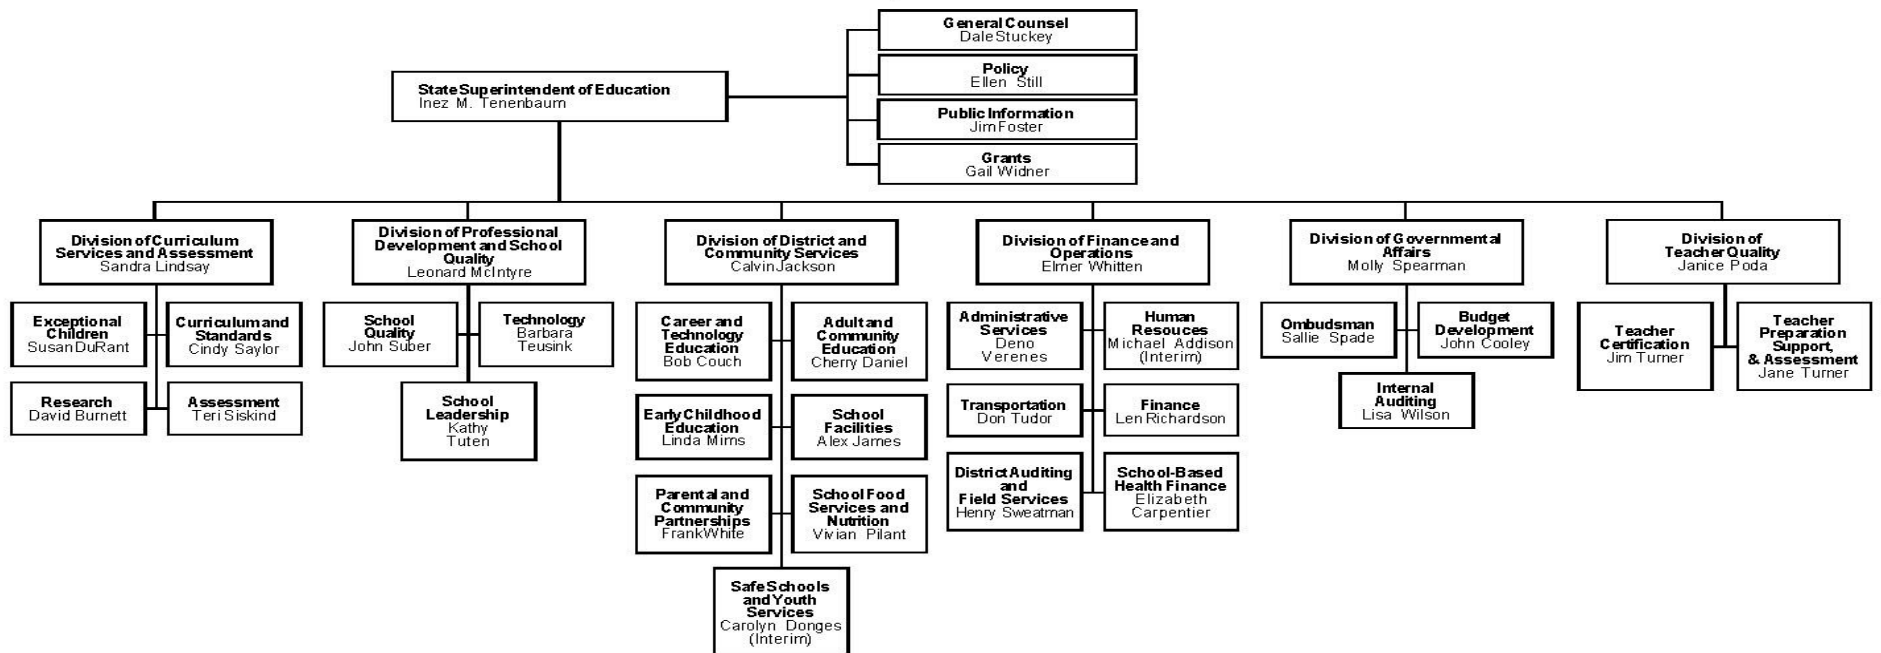 General Counsel
Dale Stuckey
Policy
Ellen Still
State Superintendent of Education
Inez M. Tenenbaum
Public Information
Jim Foster
Grants
Gail Widner
Division of Curriculum
Services and Assessment
Sandra Lindsay
Division of Professional
Development and School
Quality
Leonard McIntyre
Division of District and
Community Services
Calvin Jackson
Division of Finance and
Operations
Elmer Whitten
Division of Governmental
Affairs
Molly Spearman
Division of
Teacher Quality
Janice Poda
Exceptional
Children
Susan DuRant
Curriculum and
Standards
Cindy Saylor
School
Quality
John Suber
Technology
Barbara
Teusink
Career and
Technology
Education
Bob Couch
Adult and
Community
Education
Cherry Daniel
Administrative
Services
Deno
Verenes
Human
Resouces
Michael Addison
(Interim)
Ombudsman
Sallie Spade
Budget
Development
John Cooley
Teacher
Certification
Jim Turner
Teacher
Preparation
Support,
& Assessment
Jane Turner
Research
David Burnett
Assessment
Teri Siskind
School
Leadership
Kathy
Tuten
Early Childhood
Education
Linda Mims
School
Facilities
Alex James
Transportation
Don Tudor
Finance
Len Richardson
Internal
Auditing
Lisa Wilson
Parental and
Community
Partnerships
Frank White
School Food
Services and
Nutrition
Vivian Pilant
District Auditing
and
Field Services
Henry Sweatman
School-Based
Health Finance
Elizabeth
Carpentier
Safe Schools
and Youth
Services
Carolyn Donges
(Interim)